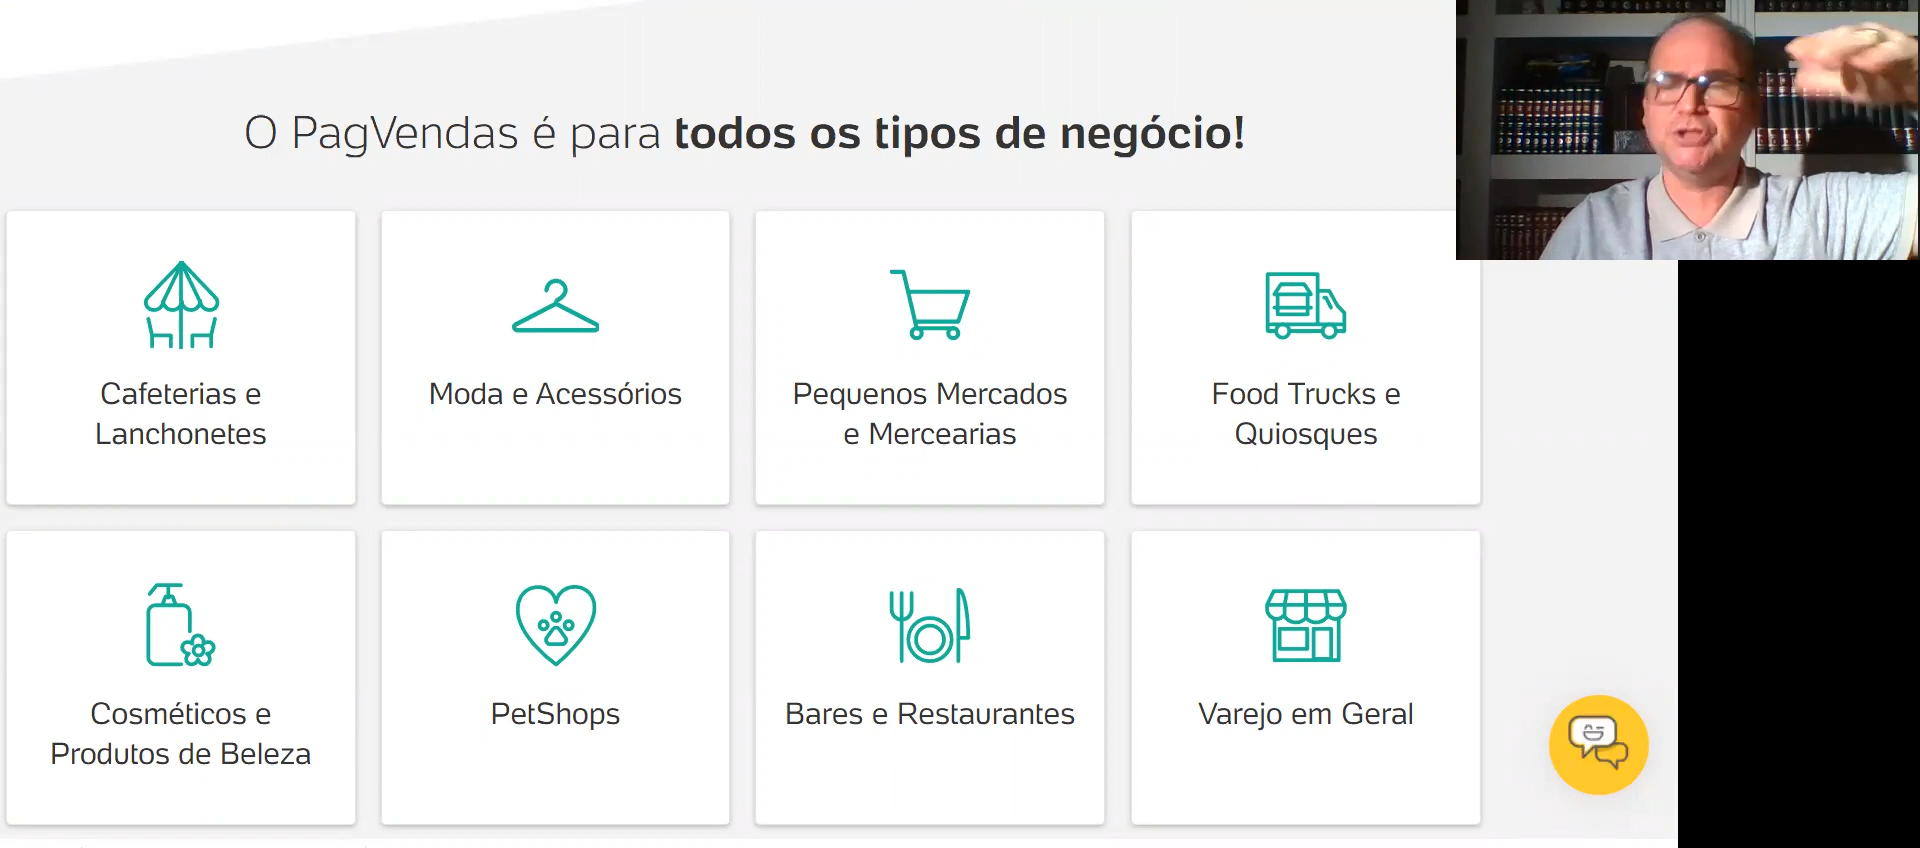 O PagVendas é para todos os tipos de negócio!
Cafeterias e
Lanchonetes
Moda e Acessórios
Pequenos Mercados
e Mercearias
Food Trucks e
Quiosques
Cosméticos e
Produtos de Beleza
PetShops
Bares e Restaurantes
Varejo em Geral